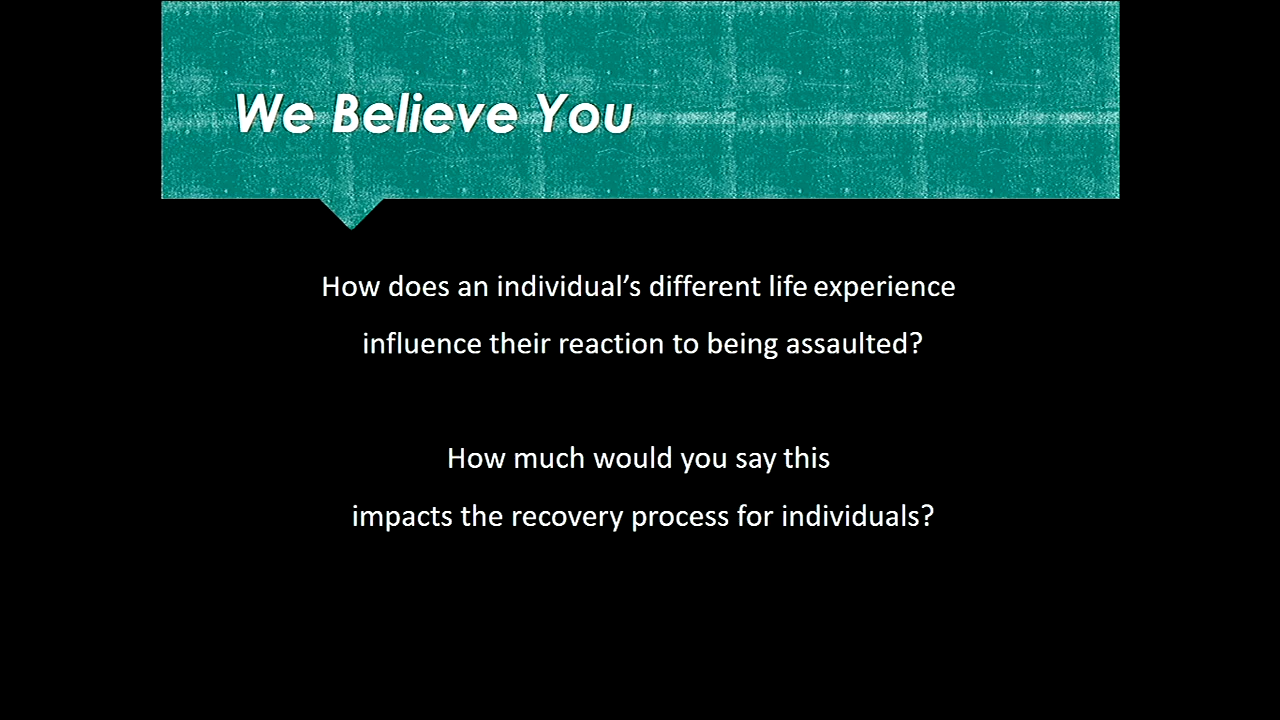 We Believe You
How does an individual’s different life experience
influence their reaction to being assaulted?
How much would you say this
impacts the recovery process for individuals?